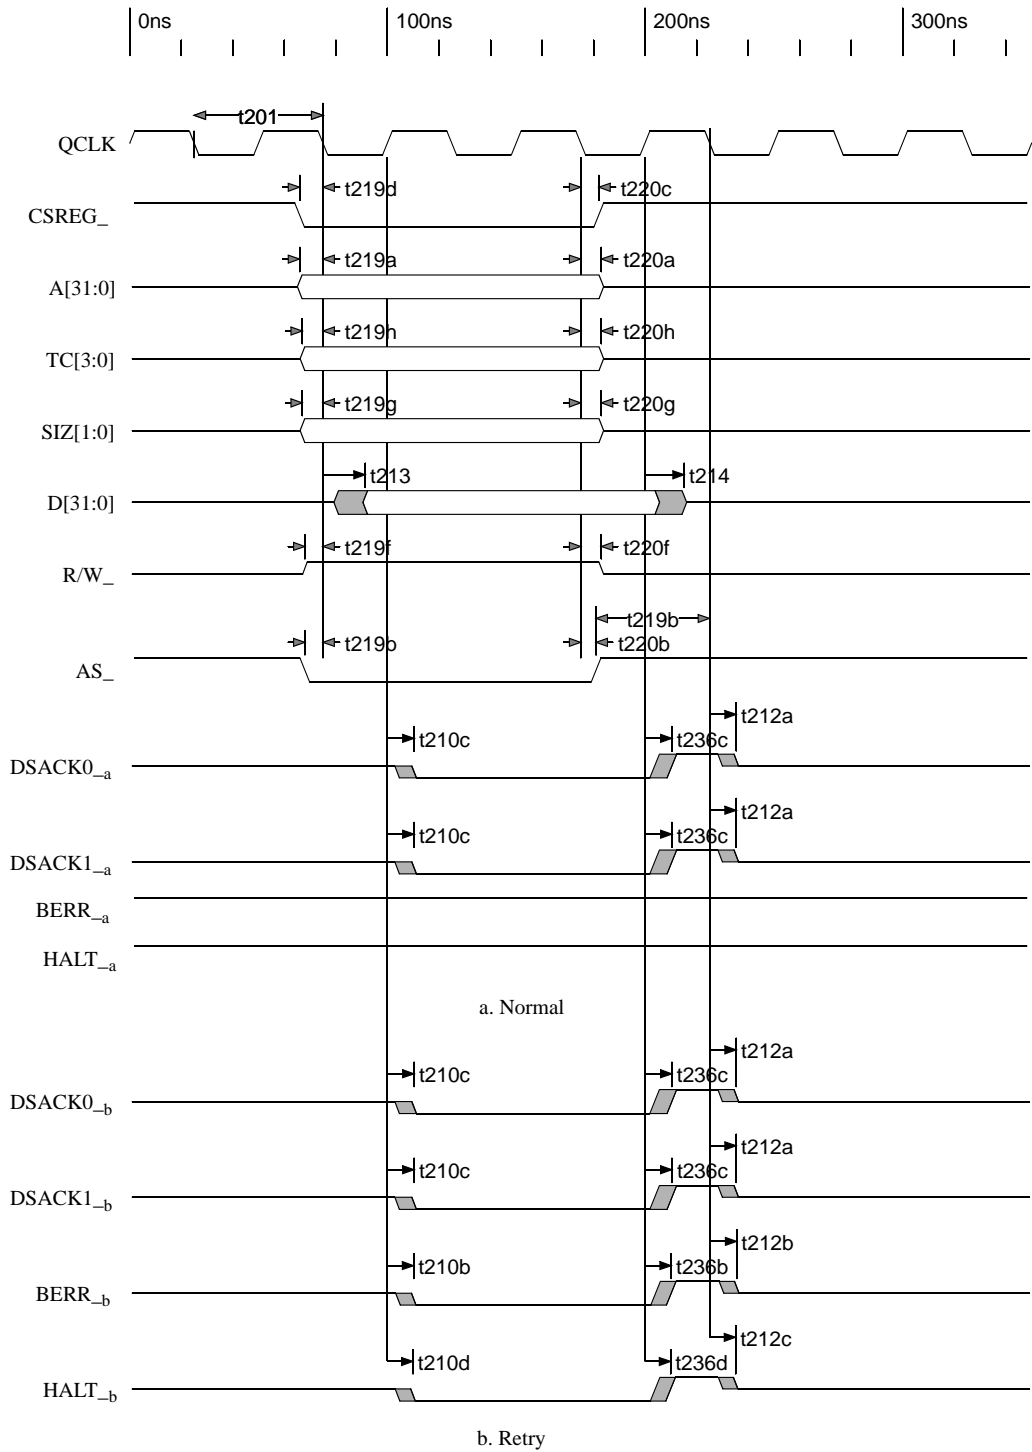 0ns 100ns 200ns 300ns
t201
QCLK
t219d t220c
CSREG_
t219a t220a
A[31:0]
t219h t220h
TC[3:0]
t219g t220g
SIZ[1:0]
t213 t214
D[31:0]
t219f t220f
R/W_
t219b
t219b t220b
AS_
t212a
t210c t236c
DSACK0_a
t212a
t210c t236c
DSACK1_a
BERR_a
HALT_a
a. Normal
t212a
t210c t236c
DSACK0_b
t212a
t210c t236c
DSACK1_b
t212b
t210b t236b
BERR_b
t212c
t210d t236d
HALT_b
b. Retry